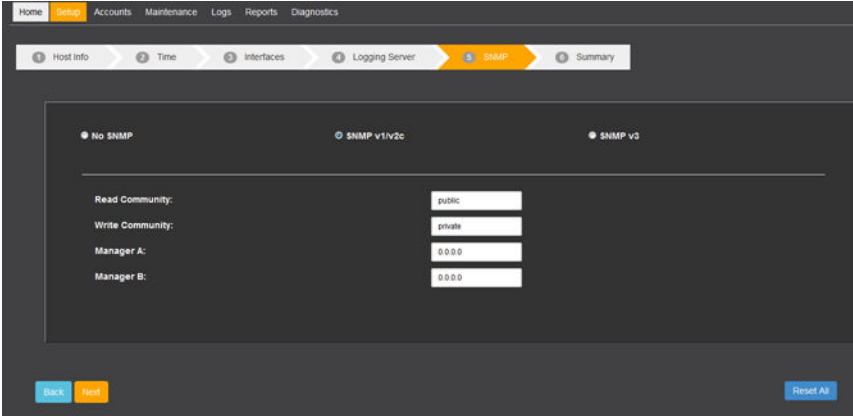 Home Setup Accounts Maintenance Logs Reports Diagnostics
1 Host Info 2 Time 3 Interfaces 4 Logging Server 5 SNMP 6 Summary
No SNMP SNMP v1/v2c SNMP v3
Read Community: public
Write Community: private
Manager A: 0.0.0.0
Manager B: 0.0.0.0
Back Next Reset All